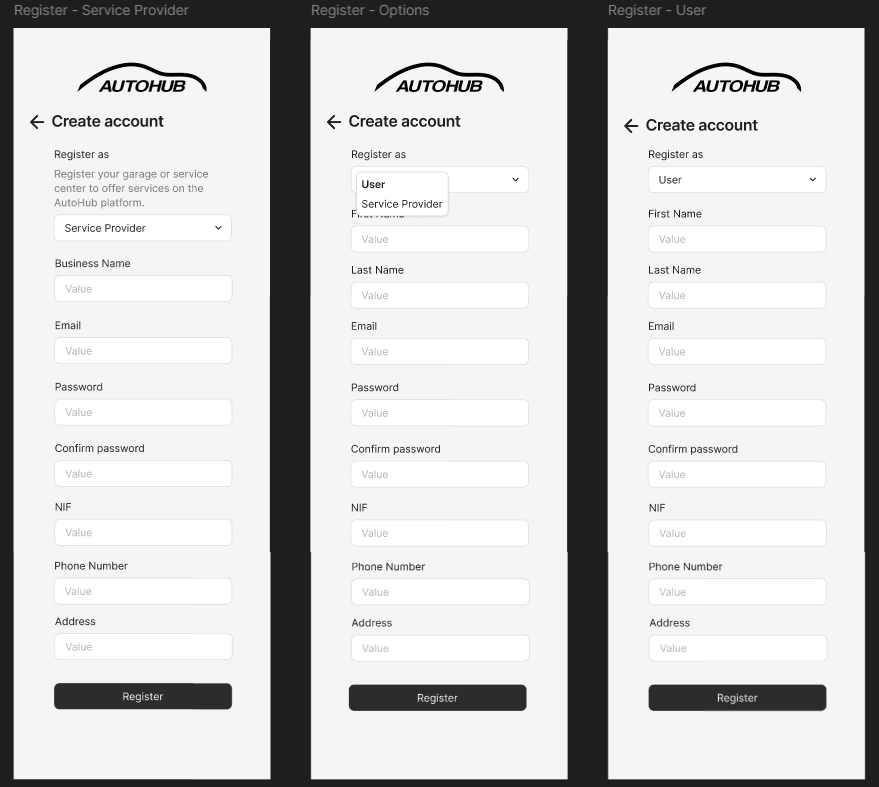 Register - Service Provider
AUTOHUB
Create account
Register as
Register your garage or service
center to offer services on the
AutoHub platform.
Service Provider
Business Name
Value
Email
Value
Password
Value
Confirm password
Value
NIF
Value
Phone Number
Value
Address
Value
Register
Register - Options
AUTOHUB
Create account
Register as
User
Service Provider
First Name
Value
Last Name
Value
Email
Value
Password
Value
Confirm password
Value
NIF
Value
Phone Number
Value
Address
Value
Register
Register - User
AUTOHUB
Create account
Register as
User
First Name
Value
Last Name
Value
Email
Value
Password
Value
Confirm password
Value
NIF
Value
Phone Number
Value
Address
Value
Register